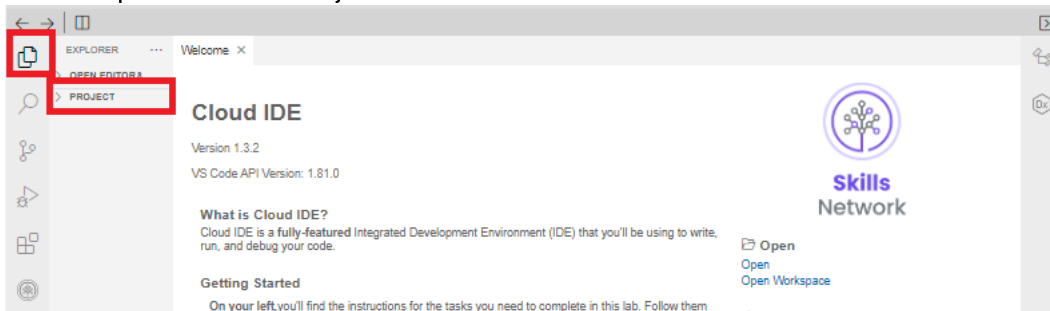 EXPLORER ...
Welcome ×
OPEN EDITORS
> PROJECT
Cloud IDE
Version 1.3.2
VS Code API Version: 1.81.0
Skills
Network
What is Cloud IDE?
Cloud IDE is a fully-featured Integrated Development Environment (IDE) that you'll be using to write,
run, and debug your code.
Open
Open
Open Workspace
Getting Started
On your left,you'll find the instructions for the tasks you need to complete in this lab. Follow them